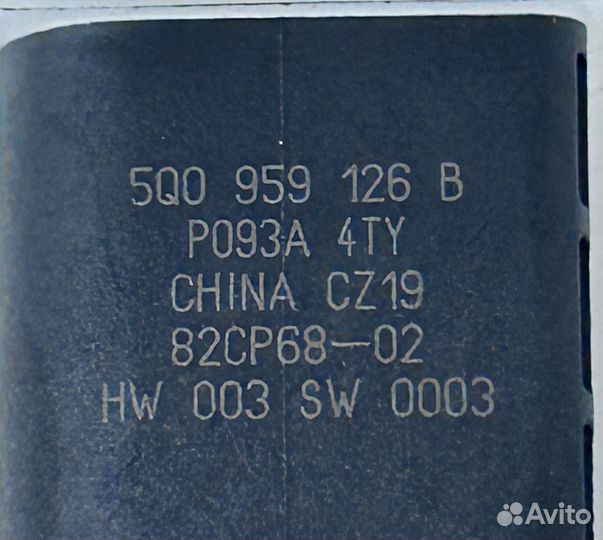 5Q0 959 126 B
P093A 4TY
CHINA CZ19
82CP68-02
HW 003 SW 0003
Avito